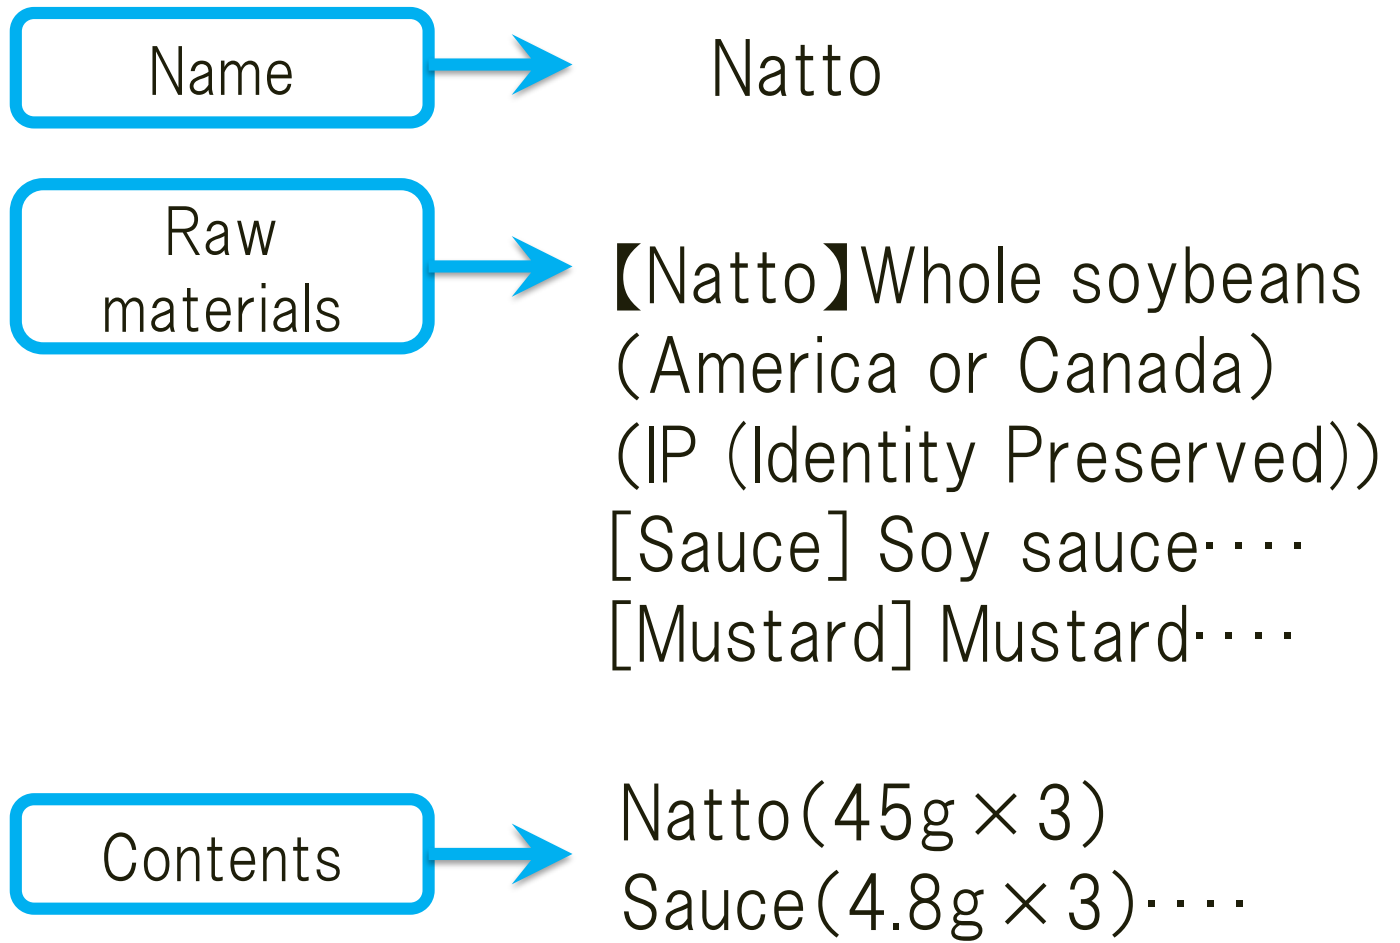 Name
Natto
Raw
materials
【Natto】Whole soybeans
(America or Canada)
(IP (Identity Preserved))
[Sauce] Soy sauce････
[Mustard] Mustard････
Contents
Natto(45g×3)
Sauce(4.8g×3)････